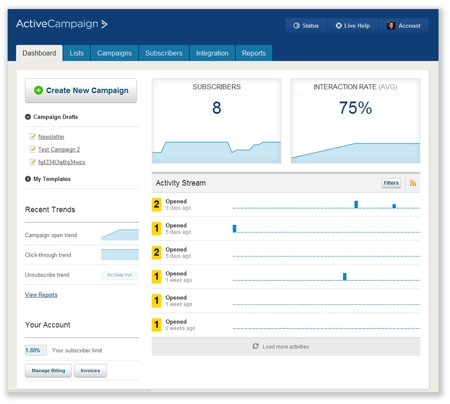 ActiveCampaign >
Status
Live Help
Account
Dashboard
Lists
Campaigns
Subscribers
Integration
Reports
Create New Campaign
Campaign Drafts
Newsletter
Test Campaign 2
My Templates
Recent Trends
Campaign open trend
Click-through trend
Unsubscribe trend
No Data Yet
View Reports
Your Account
1.80% Your subscriber limit
Manage Billing
Invoices
SUBSCRIBERS
8
INTERACTION RATE (AVG)
75%
Activity Stream
Filters
2 Opened
3 days ago
1 Opened
5 days ago
2 Opened
5 days ago
1 Opened
1 week ago
1 Opened
1 week ago
1 Opened
2 weeks ago
Load more activities